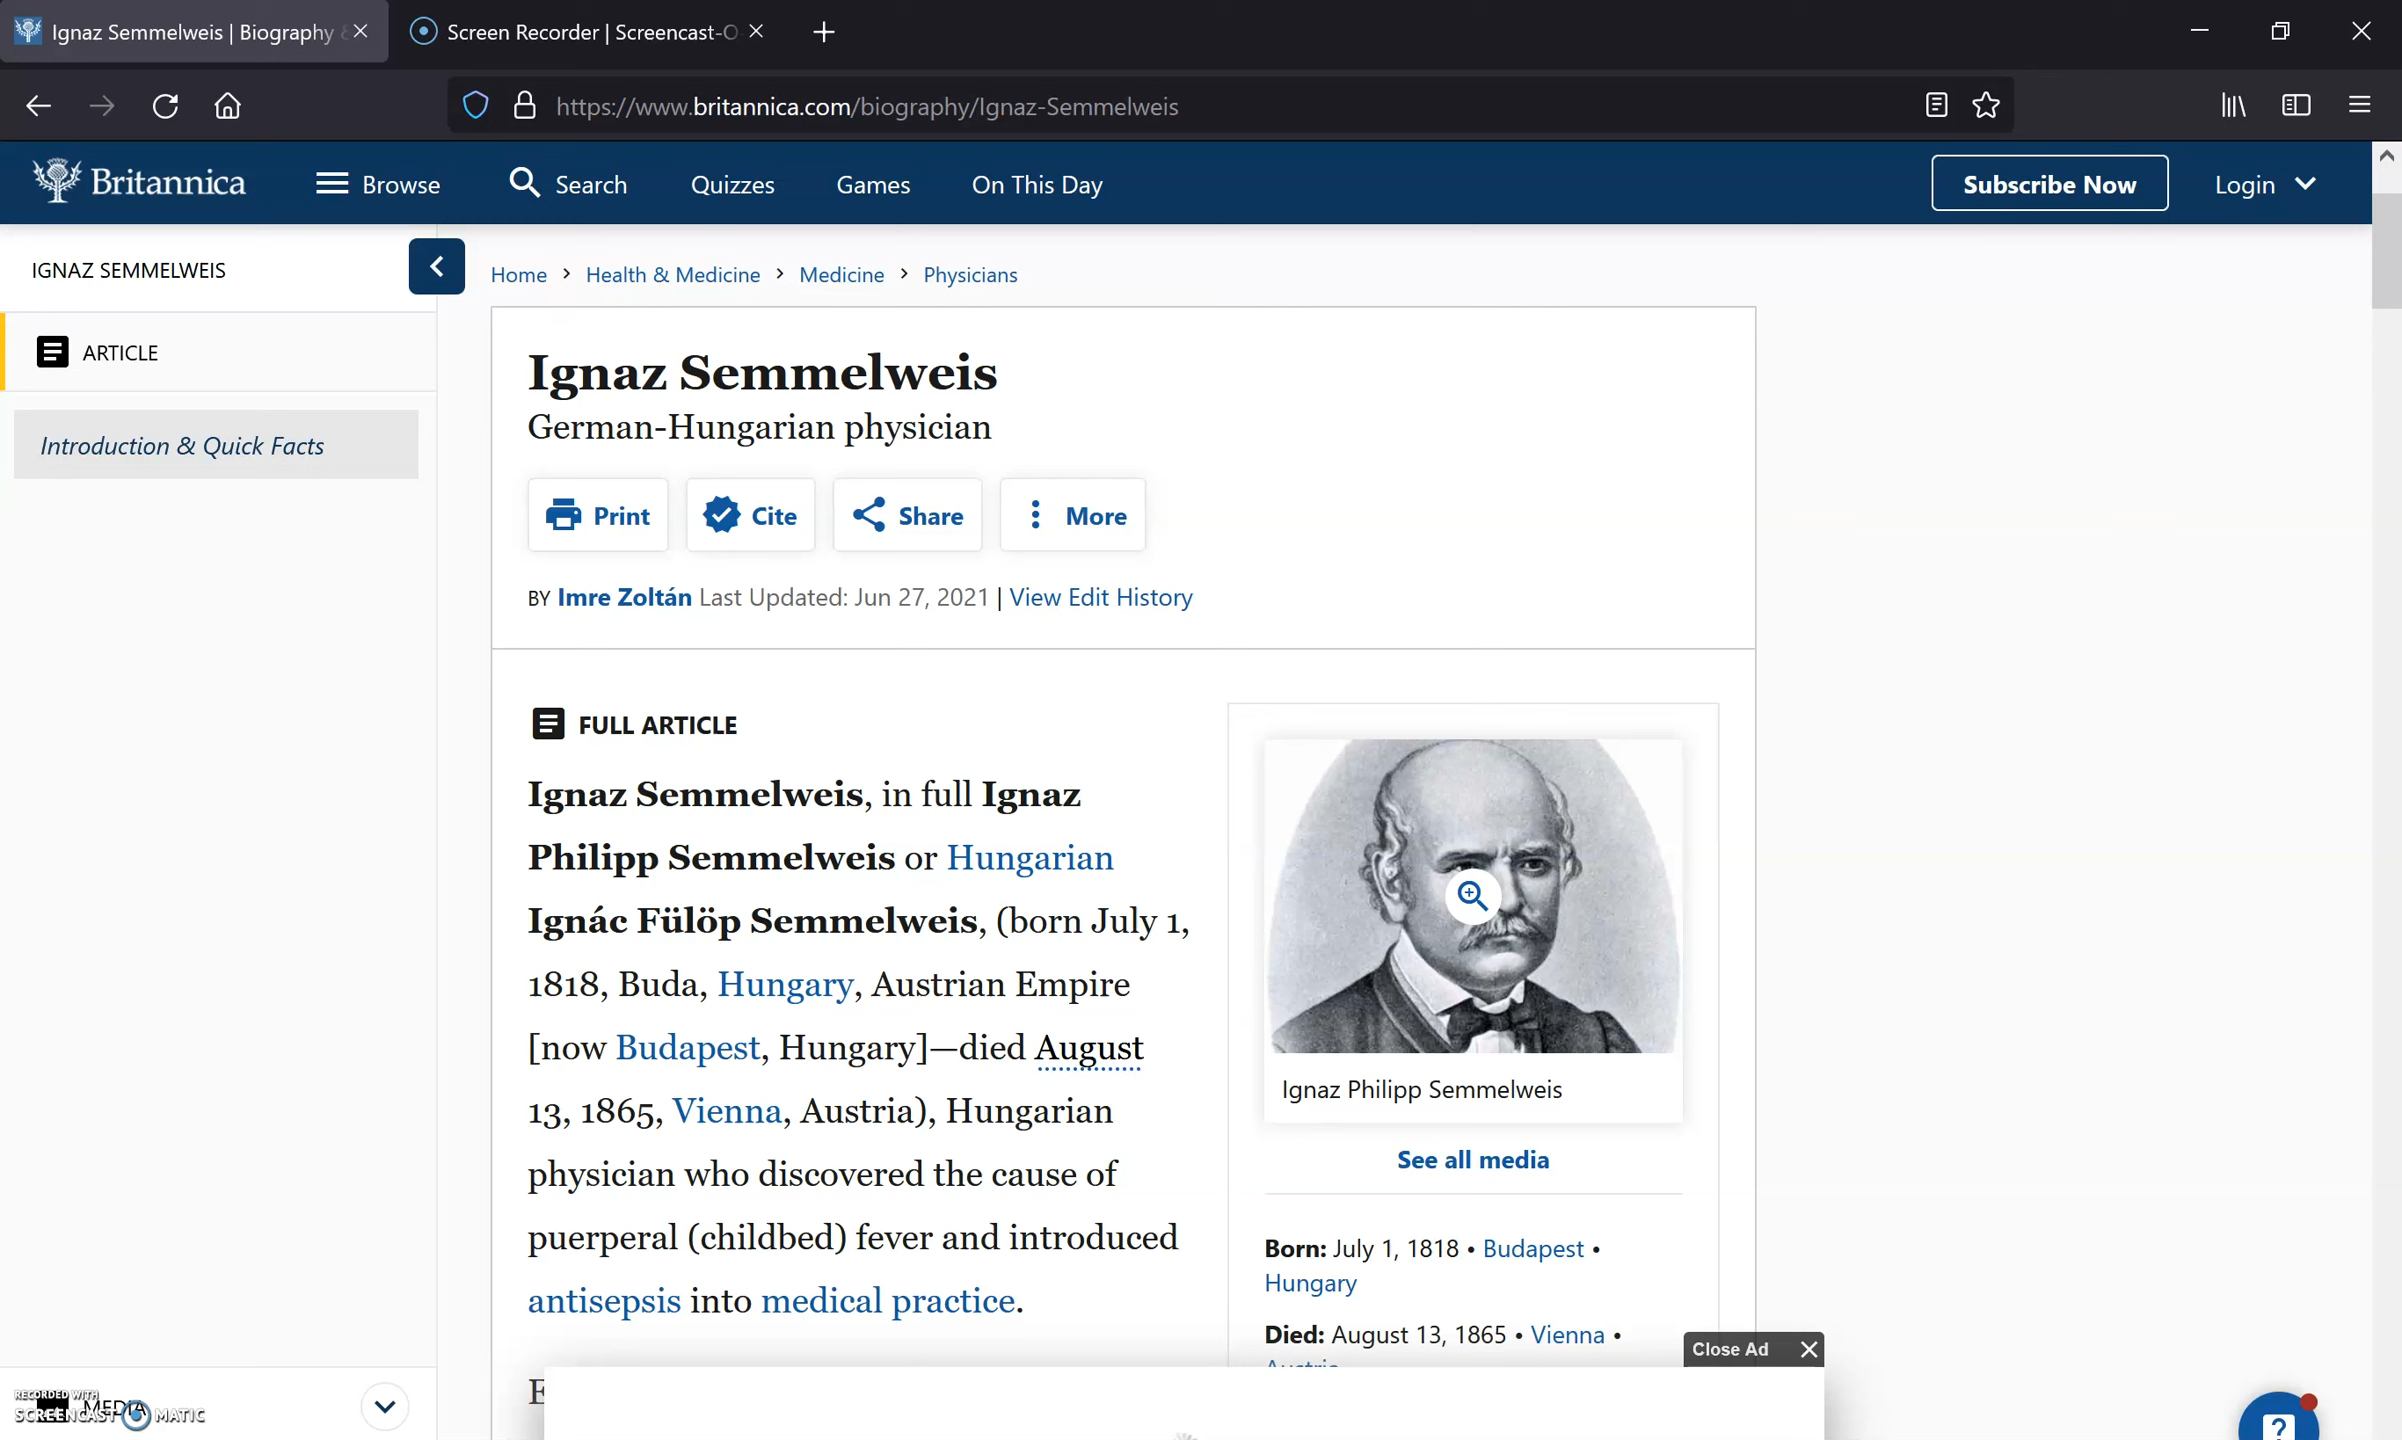 Ignaz Semmelweis | Biography &
Screen Recorder | Screencast-O
https://www.britannica.com/biography/Ignaz-Semmelweis
Britannica
Browse
Search
Quizzes
Games
On This Day
Subscribe Now
Login
IGNAZ SEMMELWEIS
ARTICLE
Introduction & Quick Facts
Home > Health & Medicine > Medicine > Physicians
Ignaz Semmelweis
German-Hungarian physician
Print
Cite
Share
More
BY Imre Zoltán Last Updated: Jun 27, 2021 | View Edit History
FULL ARTICLE
Ignaz Semmelweis, in full Ignaz
Philipp Semmelweis or Hungarian
Ignác Fülöp Semmelweis, (born July 1,
1818, Buda, Hungary, Austrian Empire
[now Budapest, Hungary]—died August
13, 1865, Vienna, Austria), Hungarian
physician who discovered the cause of
puerperal (childbed) fever and introduced
antisepsis into medical practice.
Ignaz Philipp Semmelweis
See all media
Born: July 1, 1818 • Budapest •
Hungary
Died: August 13, 1865 • Vienna •
Austria
Close Ad
MEDIA
RECORDED WITH
SCREENCAST MATIC